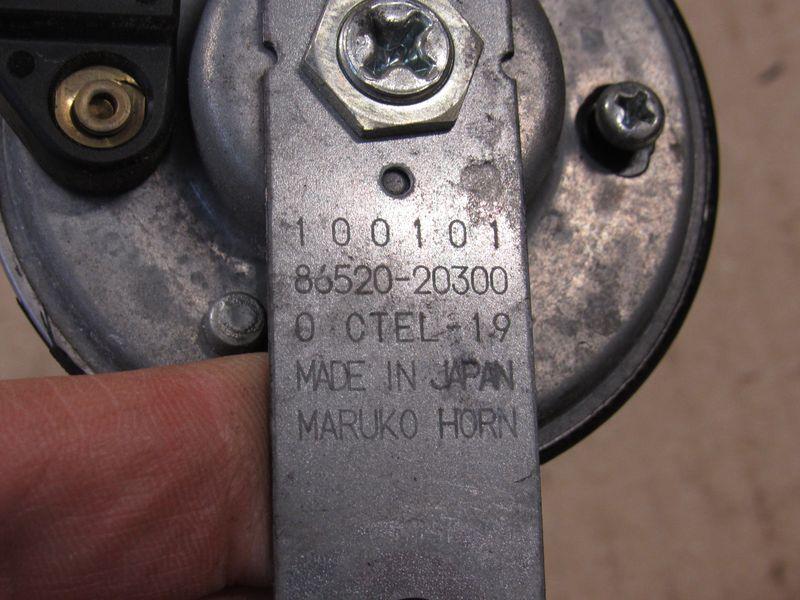 100101
86520-20300
0 CTEL-19
MADE IN JAPAN
MARUKO HORN